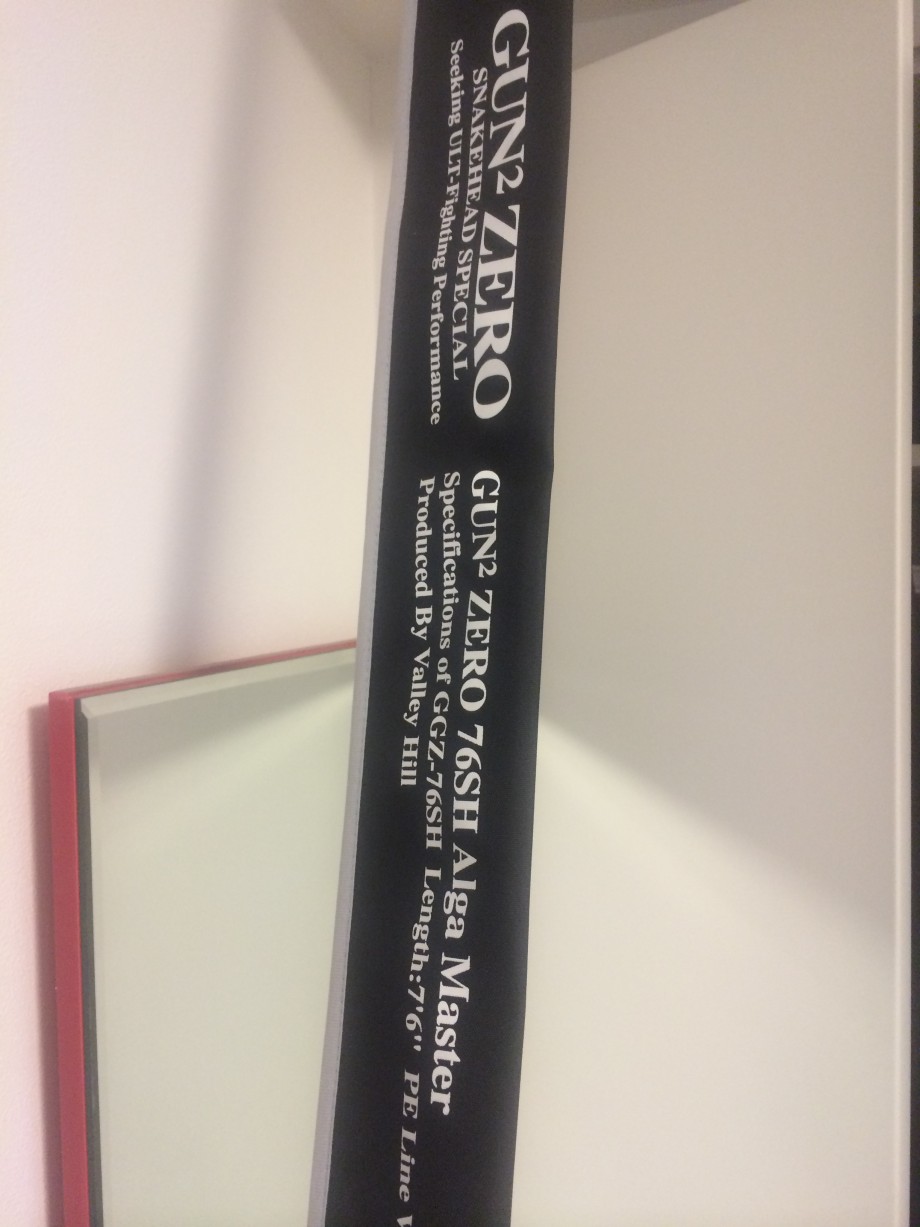 GUN² ZERO
SNAKEHEAD SPECIAL
Seeking ULT-Fighting Performance
GUN² ZERO 76SH Alga Master
Specifications of GGZ-76SH Length:7'6'' PE Line
Produced By Valley Hill